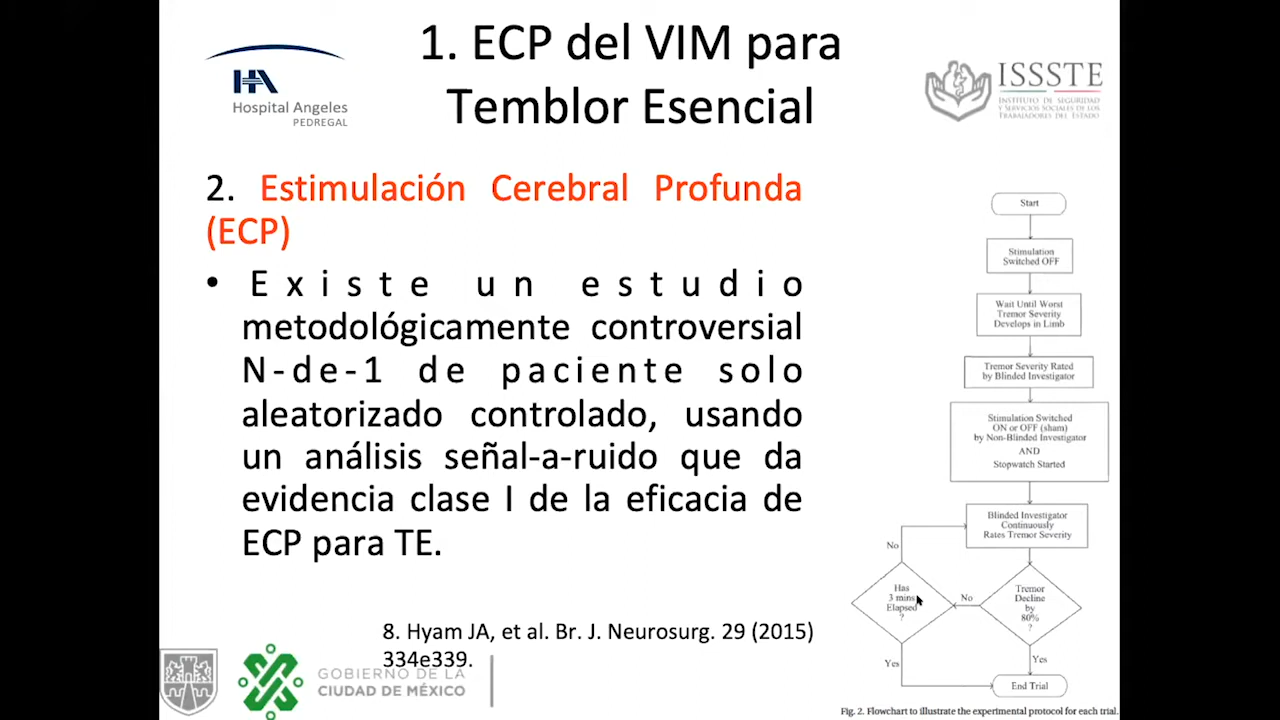 1. ECP del VIM para
Temblor Esencial
HA
Hospital Angeles
PEDREGAL
ISSSTE
INSTITUTO DE SEGURIDAD
Y SERVICIOS SOCIALES DE LOS
TRABAJADORES DEL ESTADO
2. Estimulación Cerebral Profunda
(ECP)
• Existe un estudio
metodológicamente controversial
N-de-1 de paciente solo
aleatorizado controlado, usando
un análisis señal-a-ruido que da
evidencia clase I de la eficacia de
ECP para TE.
8. Hyam JA, et al. Br. J. Neurosurg. 29 (2015)
334e339.
GOBIERNO DE LA
CIUDAD DE MÉXICO
Start
Stimulation
Switched OFF
Wait Until Worst
Tremor Severity
Develops in Limb
Tremor Severity Rated
by Blinded Investigator
Stimulation Switched
ON or OFF (sham)
by Non-Blinded Investigator
AND
Stopwatch Started
Blinded Investigator
Continuously
Rates Tremor Severity
No
Has
3 mins
Elapsed
?
No
Tremor
Decline
by
80%
?
Yes
Yes
End Trial
Fig. 2. Flowchart to illustrate the experimental protocol for each trial.